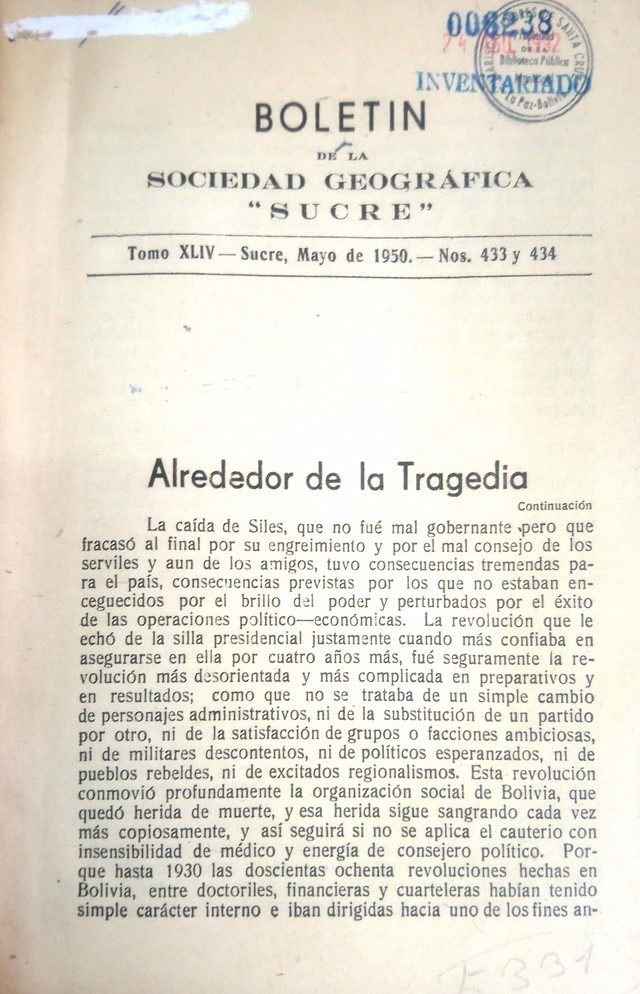 006238
INVENTARIADO
Biblioteca Pública
La Paz-Bolivia
BOLETIN
DE LA
SOCIEDAD GEOGRÁFICA
"SUCRE"
Tomo XLIV — Sucre, Mayo de 1950. — Nos. 433 y 434
Alrededor de la Tragedia
Continuación
La caída de Siles, que no fué mal gobernante pero que
fracasó al final por su engreimiento y por el mal consejo de los
serviles y aun de los amigos, tuvo consecuencias tremendas pa-
ra el país, consecuencias previstas por los que no estaban en-
ceguecidos por el brillo del poder y perturbados por el éxito
de las operaciones político—económicas. La revolución que le
echó de la silla presidencial justamente cuando más confiaba en
asegurarse en ella por cuatro años más, fué seguramente la re-
volución más desorientada y más complicada en preparativos y
en resultados; como que no se trataba de un simple cambio
de personajes administrativos, ni de la substitución de un partido
por otro, ni de la satisfacción de grupos o facciones ambiciosas,
ni de militares descontentos, ni de políticos esperanzados, ni de
pueblos rebeldes, ni de excitados regionalismos. Esta revolución
conmovió profundamente la organización social de Bolivia, que
quedó herida de muerte, y esa herida sigue sangrando cada vez
más copiosamente, y así seguirá si no se aplica el cauterio con
insensibilidad de médico y energía de consejero político. Por-
que hasta 1930 las doscientas ochenta revoluciones hechas en
Bolivia, entre doctoriles, financieras y cuarteleras habían tenido
simple carácter interno e iban dirigidas hacia uno de los fines an-